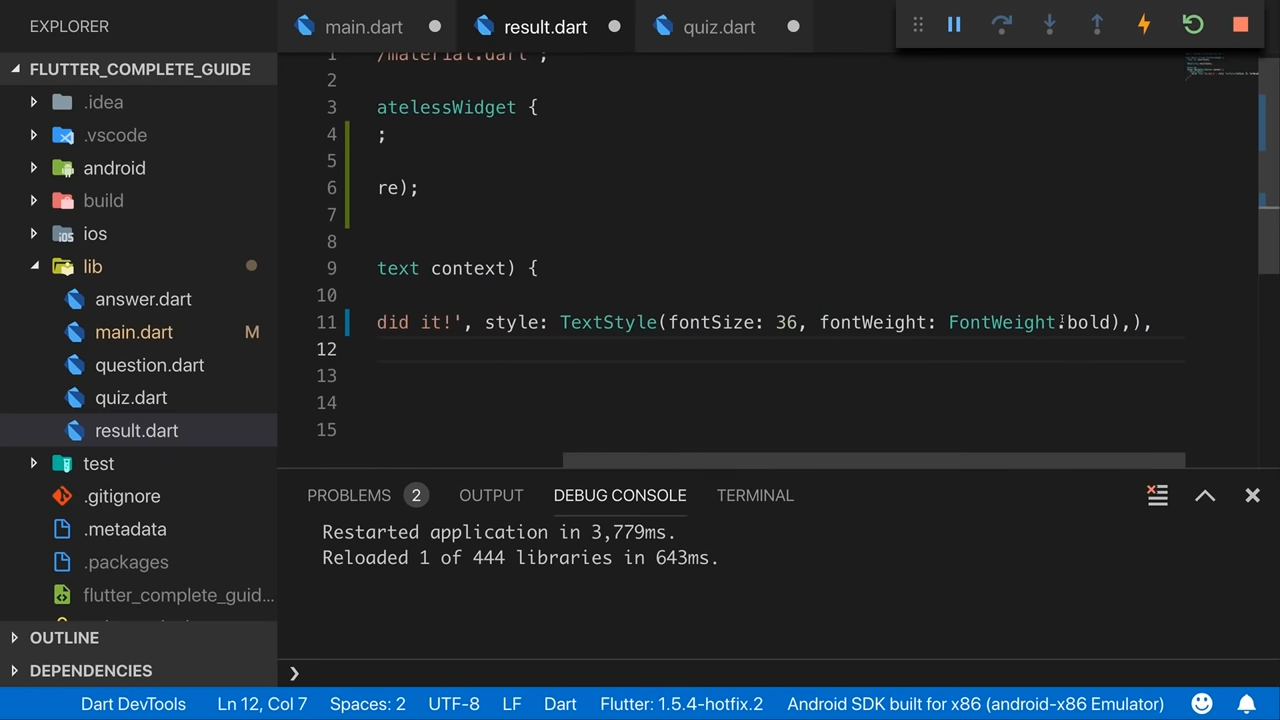 EXPLORER
main.dart
result.dart
quiz.dart
FLUTTER_COMPLETE_GUIDE
.idea
.vscode
android
build
ios
lib
answer.dart
main.dart M
question.dart
quiz.dart
result.dart
test
.gitignore
.metadata
.packages
flutter_complete_guid...
OUTLINE
DEPENDENCIES
1 /material.dart';
2
3 atelessWidget {
4 ;
5
6 re);
7
8
9 text context) {
10
11 did it!', style: TextStyle(fontSize: 36, fontWeight: FontWeight.bold),),
12
13
14
15
PROBLEMS 2 OUTPUT DEBUG CONSOLE TERMINAL
Restarted application in 3,779ms.
Reloaded 1 of 444 libraries in 643ms.
Dart DevTools Ln 12, Col 7 Spaces: 2 UTF-8 LF Dart Flutter: 1.5.4-hotfix.2 Android SDK built for x86 (android-x86 Emulator)